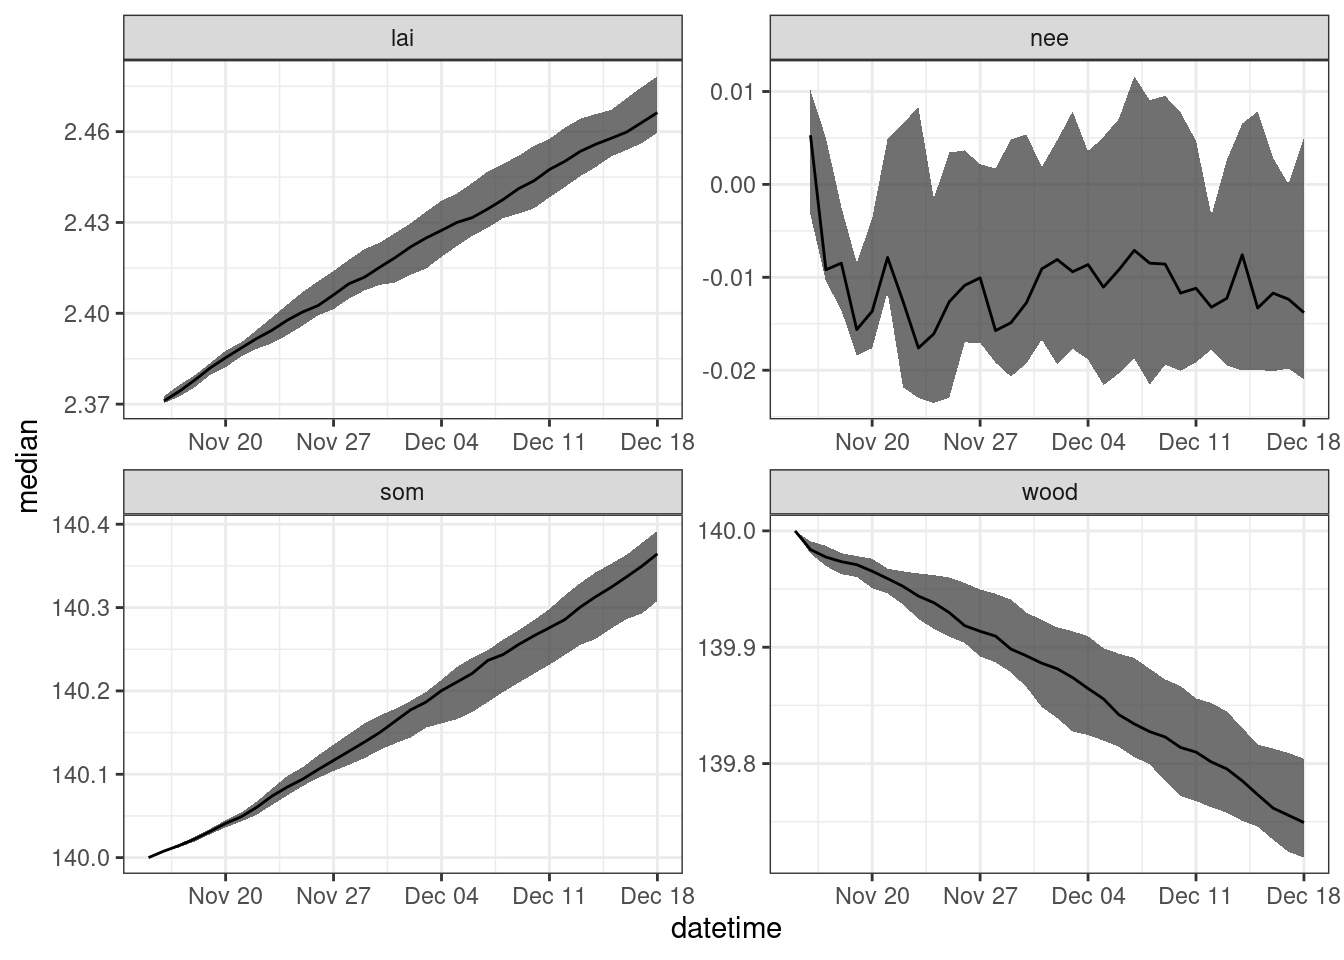 lai
nee
2.46
2.43
2.40
2.37
0.01
0.00
-0.01
-0.02
Nov 20 Nov 27 Dec 04 Dec 11 Dec 18
Nov 20 Nov 27 Dec 04 Dec 11 Dec 18
median
som
wood
140.4
140.3
140.2
140.1
140.0
140.0
139.9
139.8
Nov 20 Nov 27 Dec 04 Dec 11 Dec 18
Nov 20 Nov 27 Dec 04 Dec 11 Dec 18
datetime